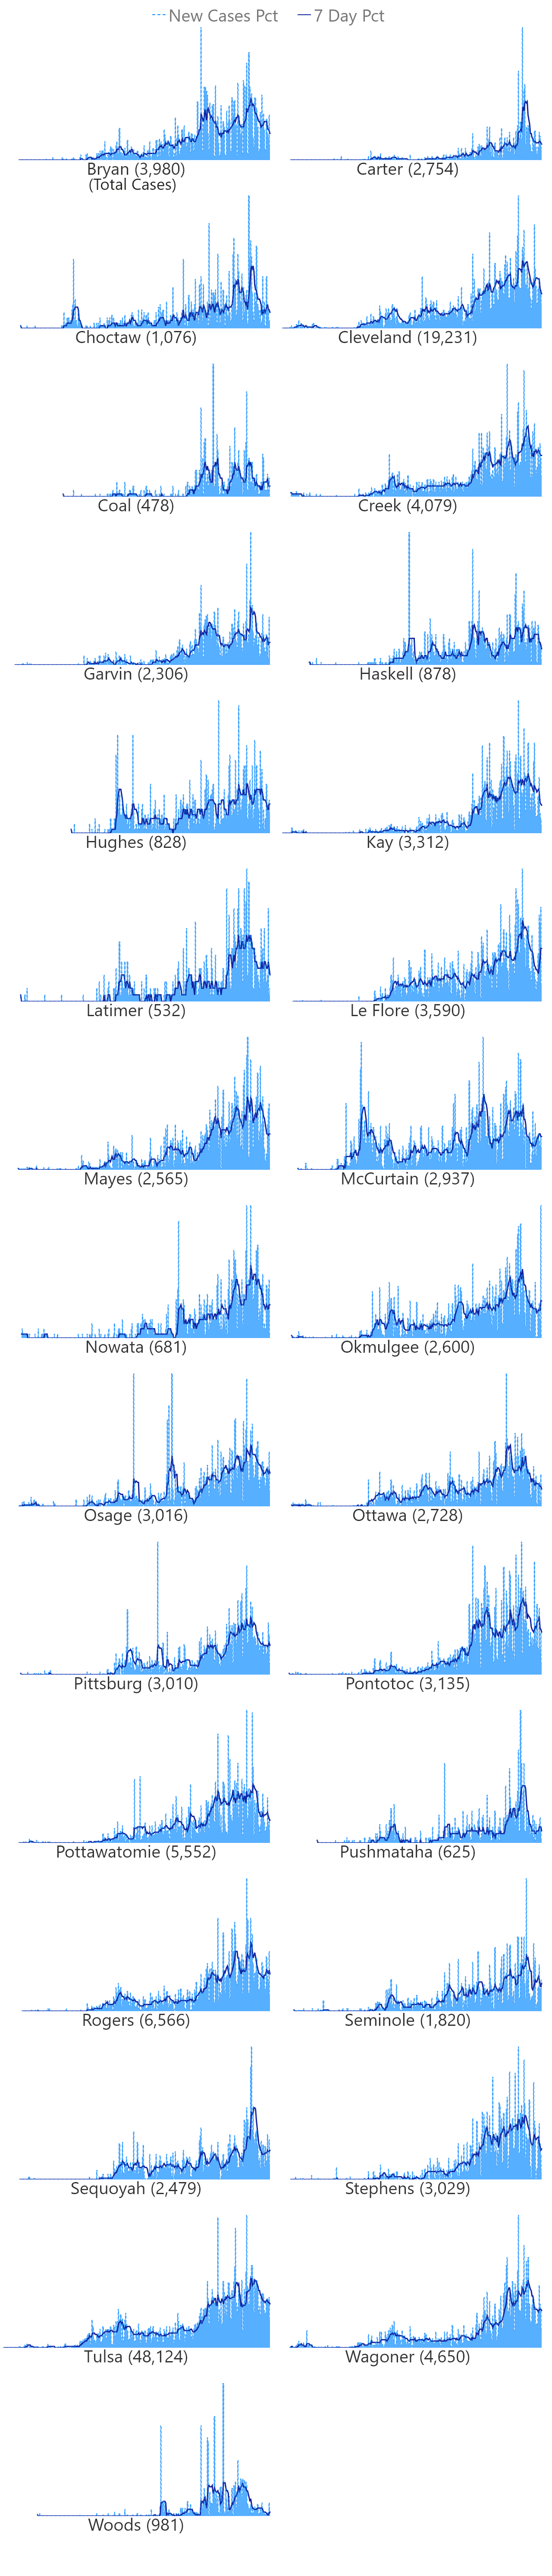 New Cases Pct 7 Day Pct
Bryan (3,980) Carter (2,754)
(Total Cases)
Choctaw (1,076) Cleveland (19,231)
Coal (478) Creek (4,079)
Garvin (2,306) Haskell (878)
Hughes (828) Kay (3,312)
Latimer (532) Le Flore (3,590)
Mayes (2,565) McCurtain (2,937)
Nowata (681) Okmulgee (2,600)
Osage (3,016) Ottawa (2,728)
Pittsburg (3,010) Pontotoc (3,135)
Pottawatomie (5,552) Pushmataha (625)
Rogers (6,566) Seminole (1,820)
Sequoyah (2,479) Stephens (3,029)
Tulsa (48,124) Wagoner (4,650)
Woods (981)